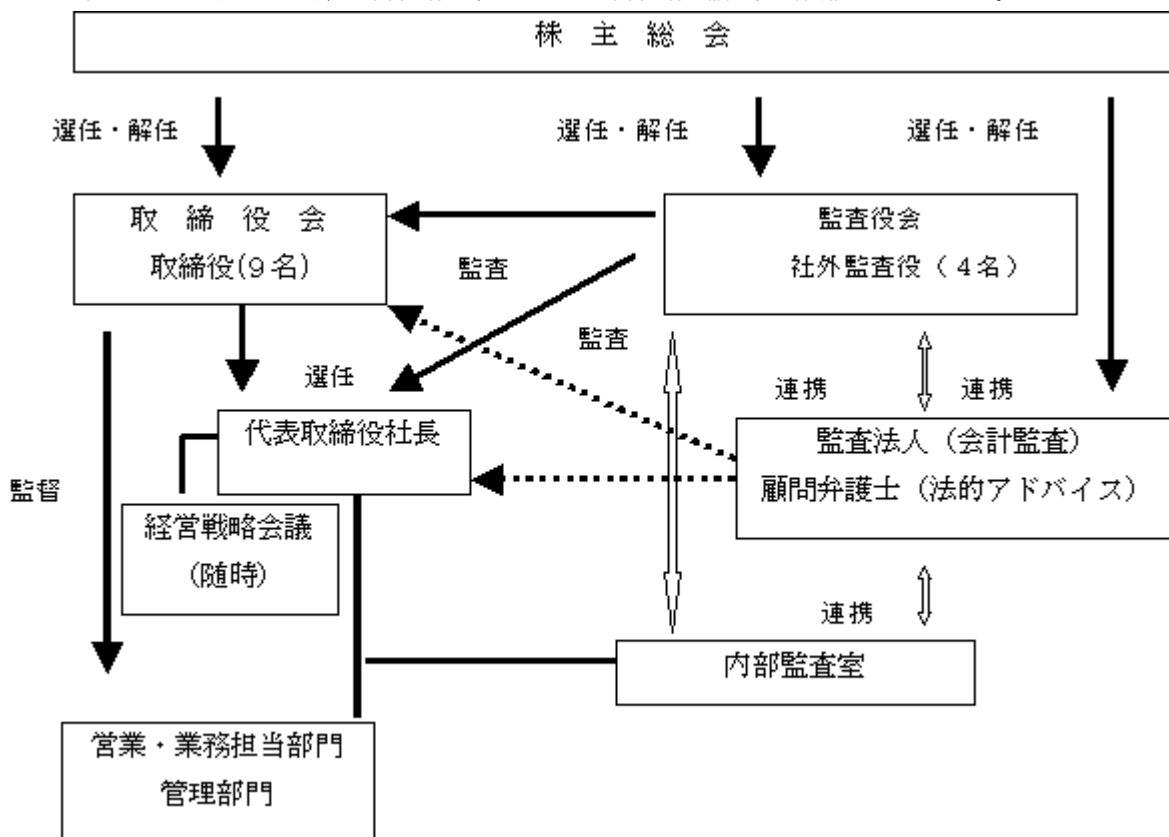 株 主 総 会
選任・解任
選任・解任
選任・解任
取 締 役 会
取締役(９名)
監査役会
社外監査役（４名）
監査
監査
選任
連携
連携
代表取締役社長
監査法人（会計監査）
顧問弁護士（法的アドバイス）
監督
経営戦略会議
(随時)
連携
内部監査室
営業・業務担当部門
管理部門